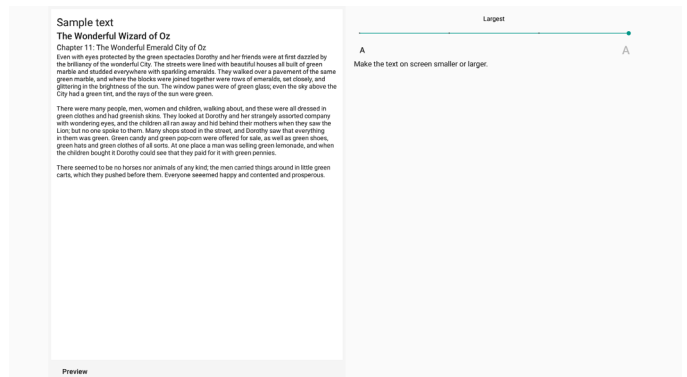 Sample text
The Wonderful Wizard of Oz
Chapter 11: The Wonderful Emerald City of Oz
Even with eyes protected by the green spectacles Dorothy and her friends were at first dazzled by
the brilliancy of the wonderful City. The streets were lined with beautiful houses all built of green
marble and studded everywhere with sparkling emeralds. They walked over a pavement of the same
green marble, and where the blocks were joined together were rows of emeralds, set closely, and
glittering in the brightness of the sun. The window panes were of green glass; even the sky above the
City had a green tint, and the rays of the sun were green.
There were many people, men, women and children, walking about, and these were all dressed in
green clothes and had greenish skins. They looked at Dorothy and her strangely assorted company
with wondering eyes, and the children all ran away and hid behind their mothers when they saw the
Lion; but no one spoke to them. Many shops stood in the street, and Dorothy saw that everything
in them was green. Green candy and green pop-corn were offered for sale, as well as green shoes,
green hats and green clothes of all sorts. At one place a man was selling green lemonade, and when
the children bought it Dorothy could see that they paid for it with green pennies.
There seemed to be no horses nor animals of any kind; the men carried things around in little green
carts, which they pushed before them. Everyone seeemed happy and contented and prosperous.
Preview
Largest
A A
Make the text on screen smaller or larger.